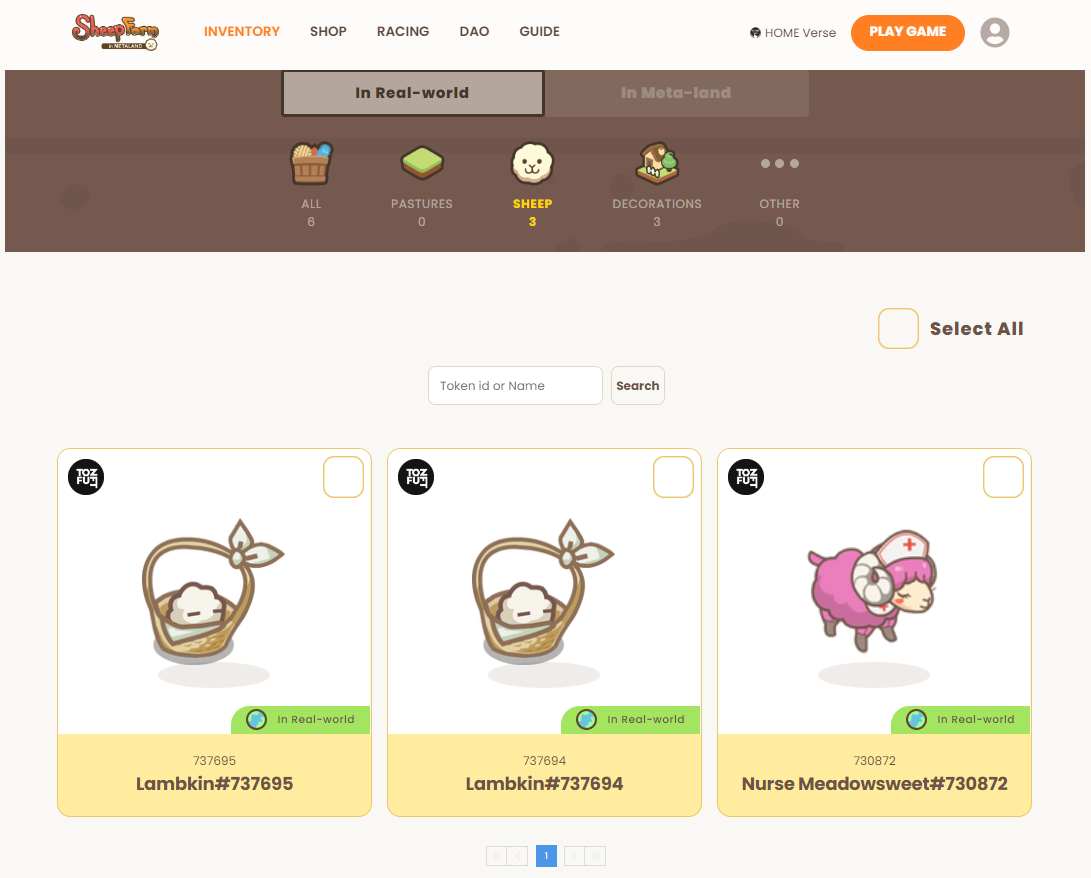 SheepFarm
in METALAND
INVENTORY SHOP RACING DAO GUIDE HOME Verse PLAY GAME
In Real-world In Meta-land
ALL PASTURES SHEEP DECORATIONS OTHER
6 0 3 3 0
Select All
Token id or Name Search
TOZ FUT TOZ FUT TOZ FUT
In Real-world In Real-world In Real-world
737695 737694 730872
Lambkin#737695 Lambkin#737694 Nurse Meadowsweet#730872
« < 1 > »